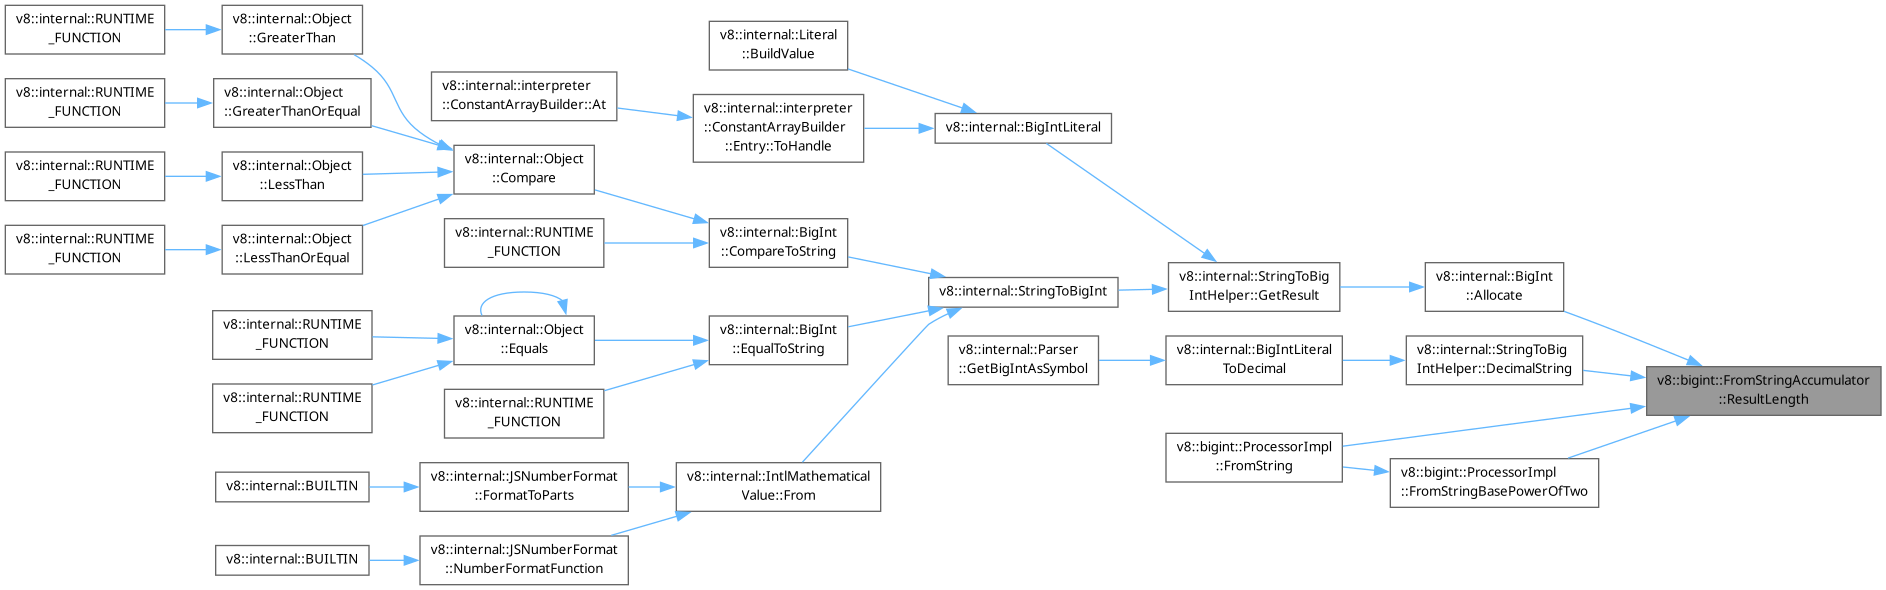 v8::internal::RUNTIME
_FUNCTION
v8::internal::Object
::GreaterThan
v8::internal::RUNTIME
_FUNCTION
v8::internal::Object
::GreaterThanOrEqual
v8::internal::RUNTIME
_FUNCTION
v8::internal::Object
::LessThan
v8::internal::RUNTIME
_FUNCTION
v8::internal::Object
::LessThanOrEqual
v8::internal::RUNTIME
_FUNCTION
v8::internal::RUNTIME
_FUNCTION
v8::internal::BUILTIN
v8::internal::BUILTIN
v8::internal::interpreter
::ConstantArrayBuilder::At
v8::internal::Object
::Compare
v8::internal::RUNTIME
_FUNCTION
v8::internal::Object
::Equals
v8::internal::RUNTIME
_FUNCTION
v8::internal::JSNumberFormat
::FormatToParts
v8::internal::JSNumberFormat
::NumberFormatFunction
v8::internal::Literal
::BuildValue
v8::internal::interpreter
::ConstantArrayBuilder
::Entry::ToHandle
v8::internal::BigInt
::CompareToString
v8::internal::BigInt
::EqualToString
v8::internal::IntlMathematical
Value::From
v8::internal::BigIntLiteral
v8::internal::StringToBigInt
v8::internal::Parser
::GetBigIntAsSymbol
v8::internal::StringToBig
IntHelper::GetResult
v8::internal::BigIntLiteral
ToDecimal
v8::bigint::ProcessorImpl
::FromString
v8::internal::BigInt
::Allocate
v8::internal::StringToBig
IntHelper::DecimalString
v8::bigint::ProcessorImpl
::FromStringBasePowerOfTwo
v8::bigint::FromStringAccumulator
::ResultLength